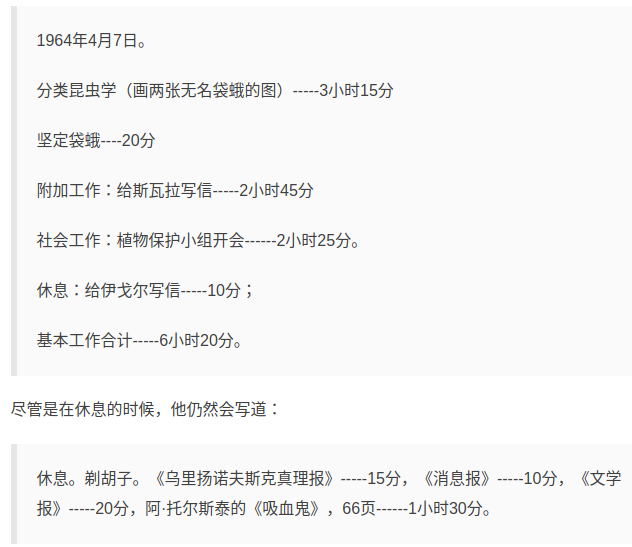 1964年4月7日。
分类昆虫学（画两张无名袋蛾的图）-----3小时15分
坚定袋蛾----20分
附加工作：给斯瓦拉写信-----2小时45分
社会工作：植物保护小组开会------2小时25分。
休息：给伊戈尔写信-----10分；
基本工作合计-----6小时20分。
尽管是在休息的时候，他仍然会写道：
休息。剃胡子。《乌里扬诺夫斯克真理报》-----15分，《消息报》-----10分，《文学
报》-----20分，阿·托尔斯泰的《吸血鬼》，66页------1小时30分。